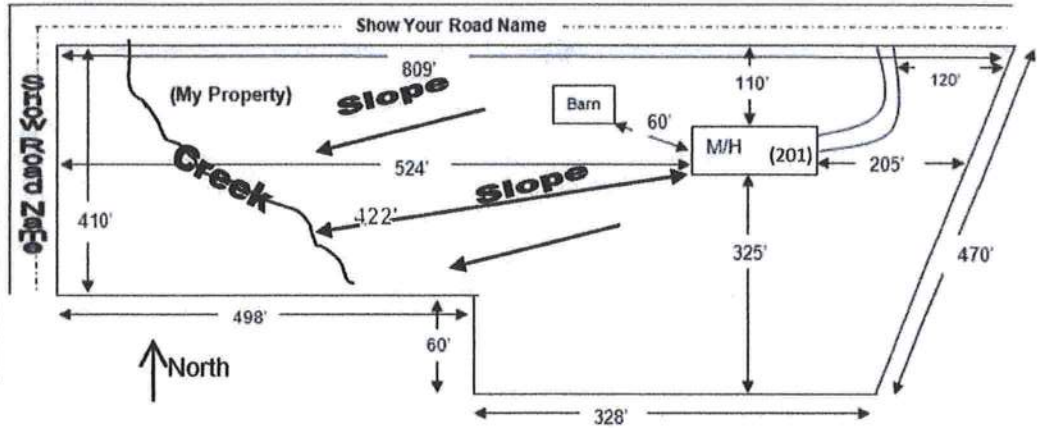 Show Your Road Name
Show Road Name
809'
110'
120'
(My Property)
Slope
Barn
60'
M/H
(201)
524'
205'
Creek
Slope
410'
422'
325'
470'
498'
60'
North
328'